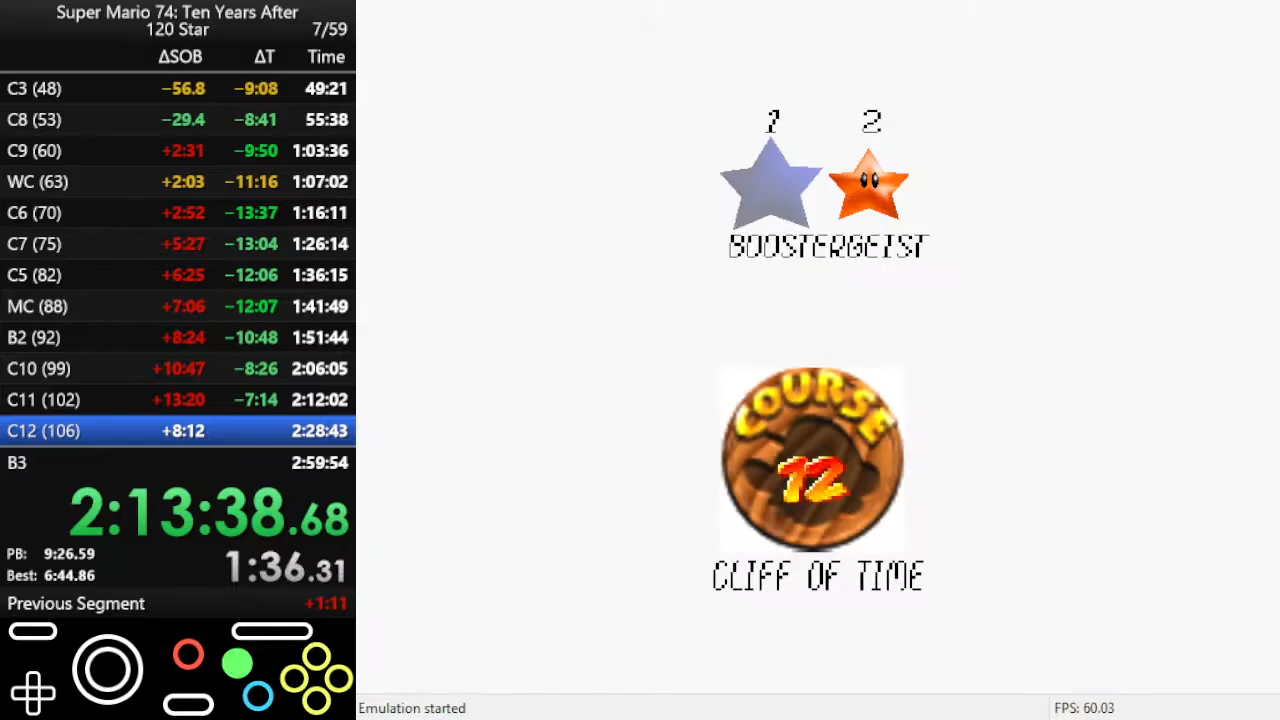 Super Mario 74: Ten Years After
120 Star 7/59
ΔSOB ΔT Time
C3 (48) −56.8 −9:08 49:21
C8 (53) −29.4 −8:41 55:38
C9 (60) +2:31 −9:50 1:03:36
WC (63) +2:03 −11:16 1:07:02
C6 (70) +2:52 −13:37 1:16:11
C7 (75) +5:27 −13:04 1:26:14
C5 (82) +6:25 −12:06 1:36:15
MC (88) +7:06 −12:07 1:41:49
B2 (92) +8:24 −10:48 1:51:44
C10 (99) +10:47 −8:26 2:06:05
C11 (102) +13:20 −7:14 2:12:02
C12 (106) +8:12 2:28:43
B3 2:59:54
2:13:38.68
PB: 9:26.59
Best: 6:44.86
1:36.31
Previous Segment +1:11
1 2
BOOSTERGEIST
COURSE
12
CLIFF OF TIME
Emulation started FPS: 60.03